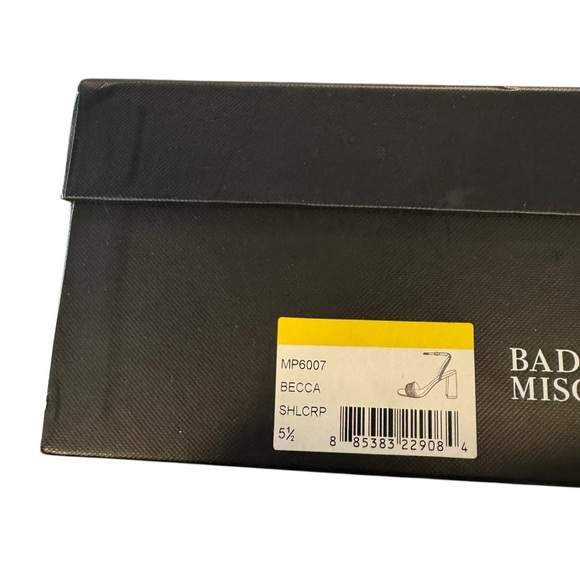 MP6007
BECCA
SHLCRP
5½
8 85383 22908 4
BAD
MISC